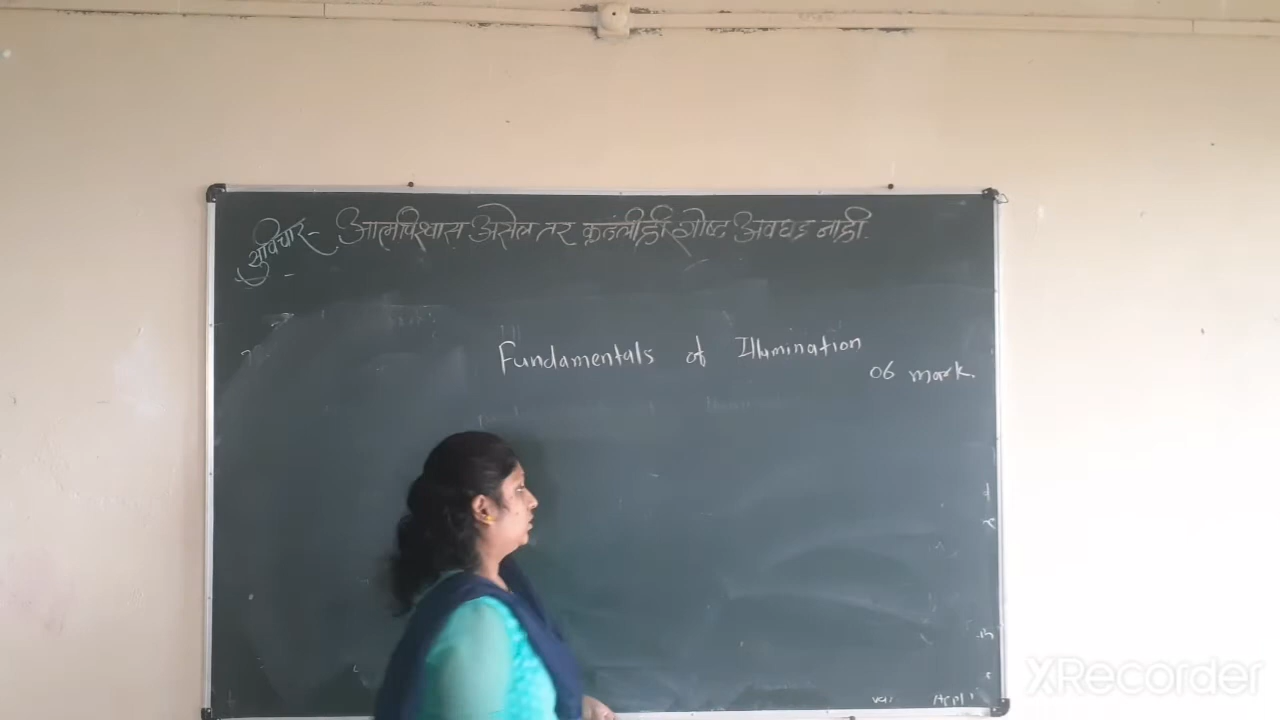 सुविचार- आत्मविश्वास असेल तर कुठलीही गोष्ट अवघड नाही.
Fundamentals of Illumination
06 mark.
XRecorder